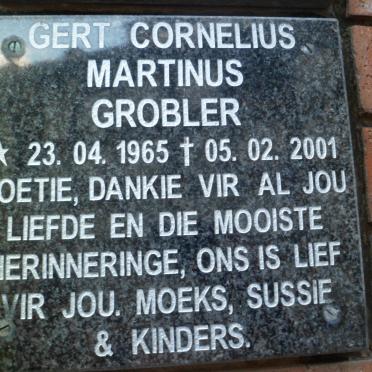 GERT CORNELIUS
MARTINUS
GROBLER
★ 23. 04. 1965 † 05. 02. 2001
OETIE, DANKIE VIR AL JOU
LIEFDE EN DIE MOOISTE
HERINNERINGE, ONS IS LIEF
VIR JOU. MOEKS, SUSSIE
& KINDERS.